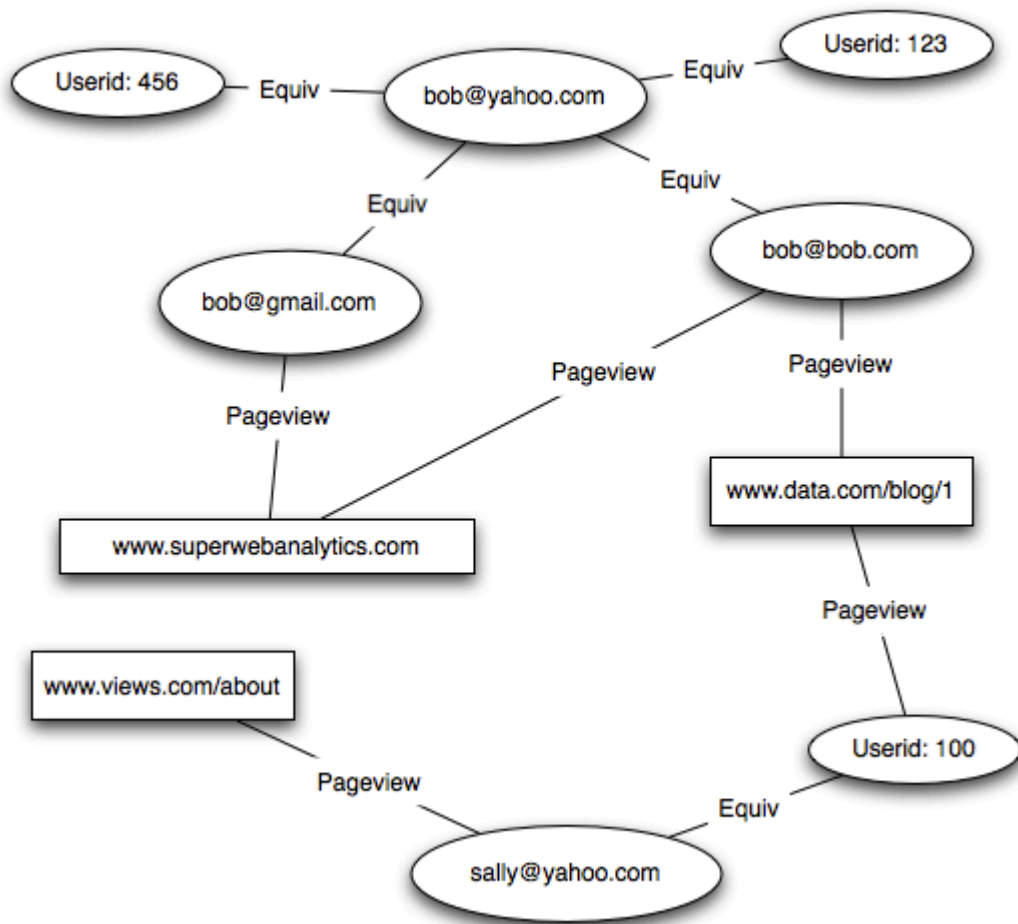 Userid: 123
Userid: 456
Equiv
bob@yahoo.com
Equiv
Equiv
Equiv
bob@gmail.com
bob@bob.com
Pageview
Pageview
Pageview
www.data.com/blog/1
www.superwebanalytics.com
Pageview
www.views.com/about
Userid: 100
Pageview
Equiv
sally@yahoo.com